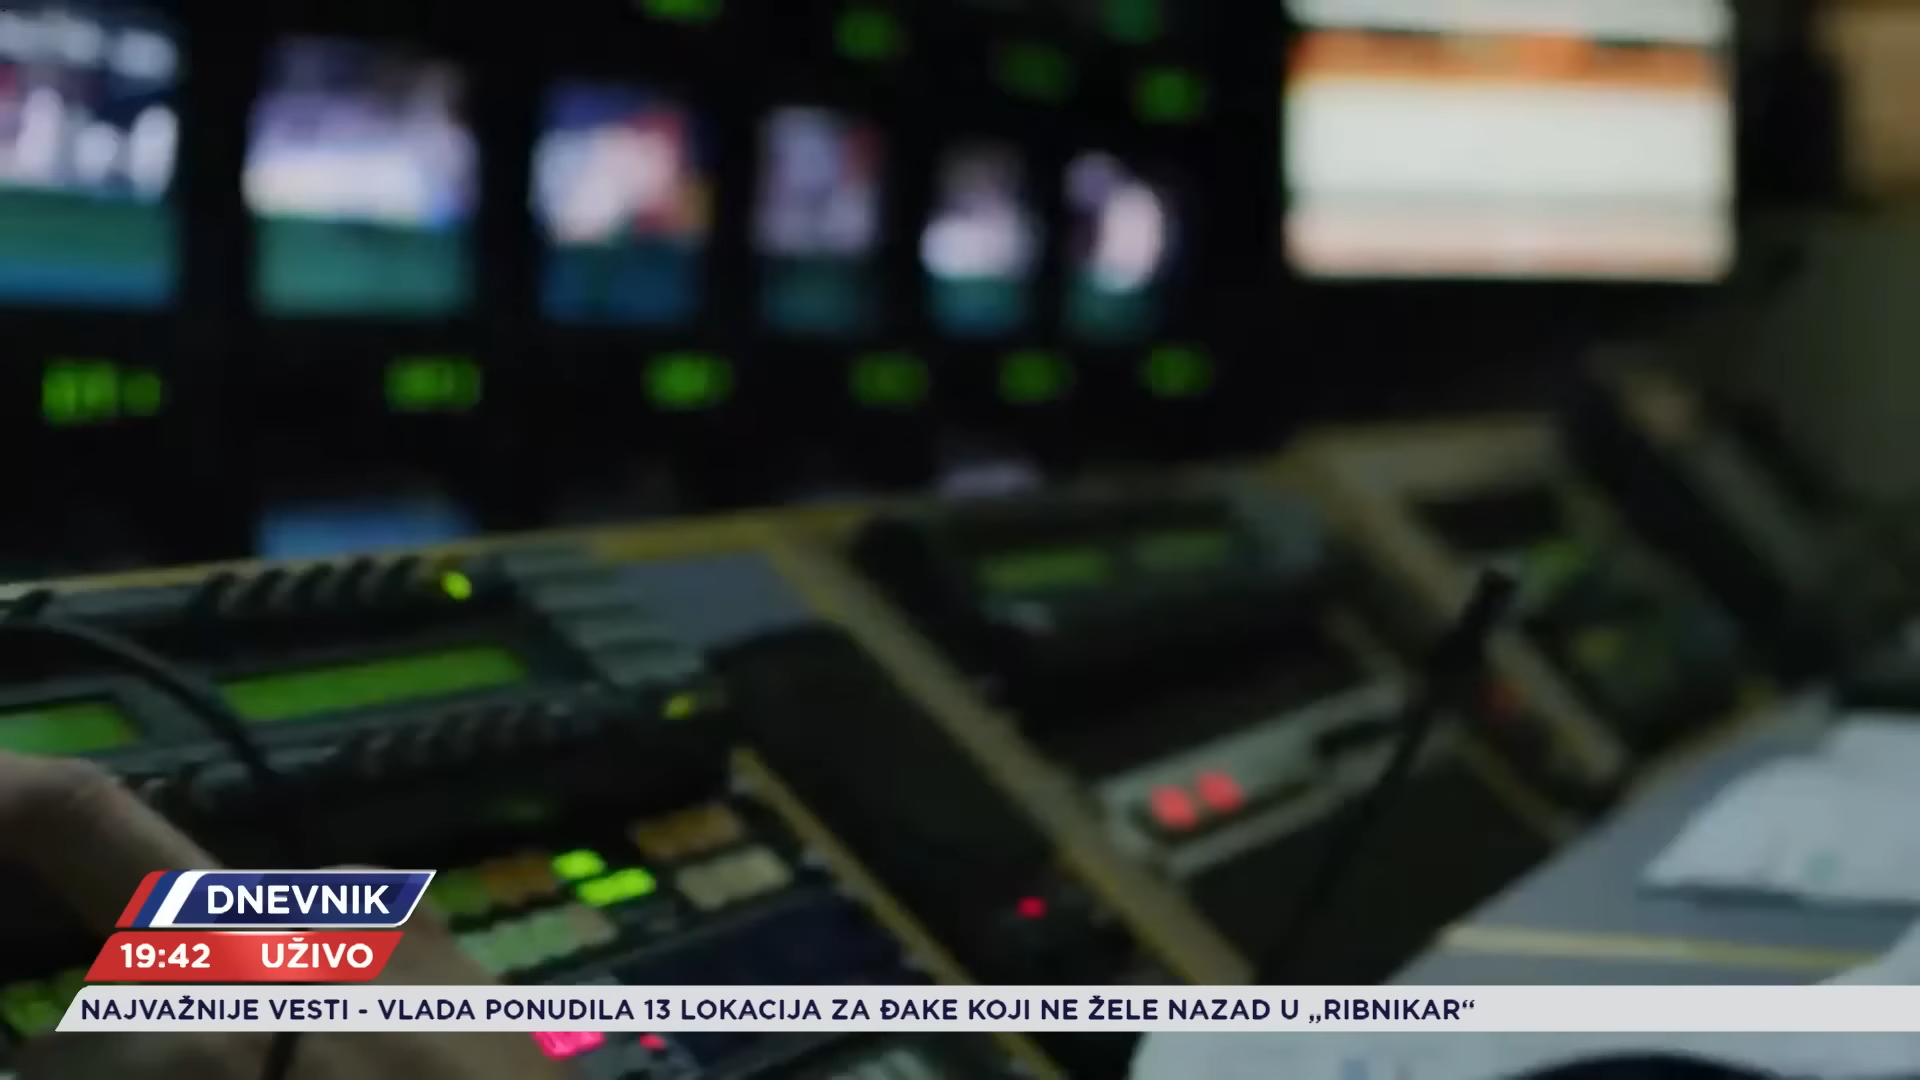 DNEVNIK
19:42 UŽIVO
NAJVAŽNIJE VESTI - VLADA PONUDILA 13 LOKACIJA ZA ĐAKE KOJI NE ŽELE NAZAD U „RIBNIKAR“